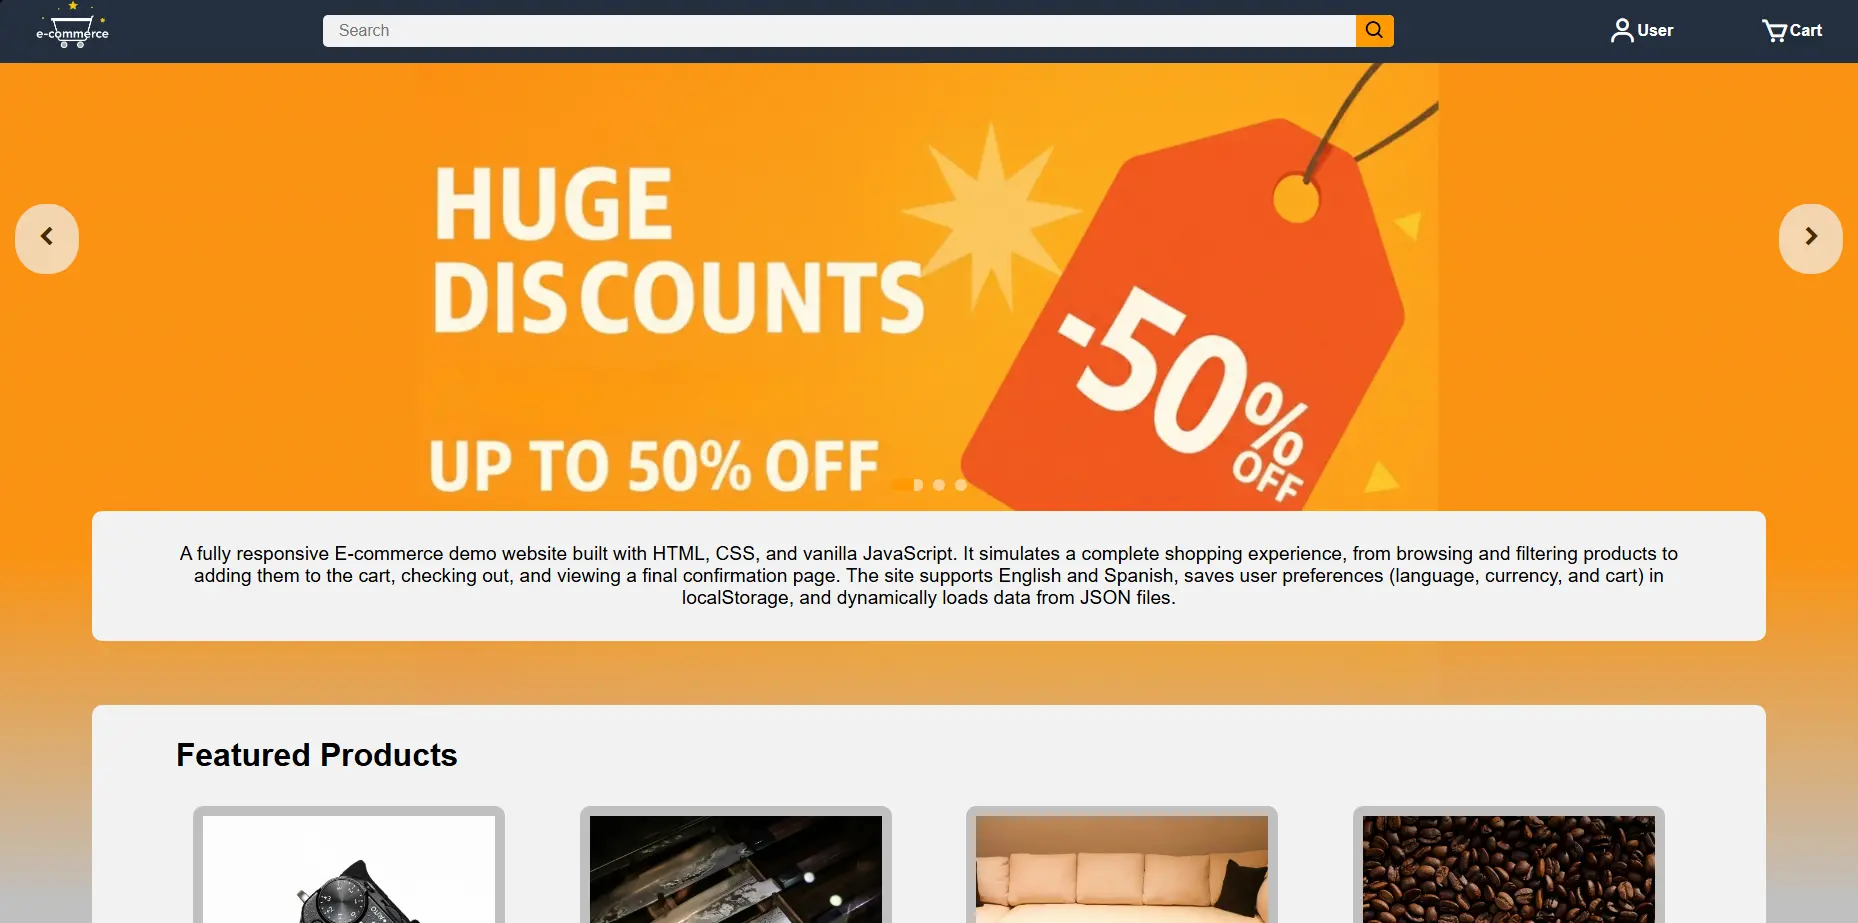 e-commerce
Search
User
Cart
HUGE
DISCOUNTS
UP TO 50% OFF
-50%
OFF
A fully responsive E-commerce demo website built with HTML, CSS, and vanilla JavaScript. It simulates a complete shopping experience, from browsing and filtering products to
adding them to the cart, checking out, and viewing a final confirmation page. The site supports English and Spanish, saves user preferences (language, currency, and cart) in
localStorage, and dynamically loads data from JSON files.
Featured Products